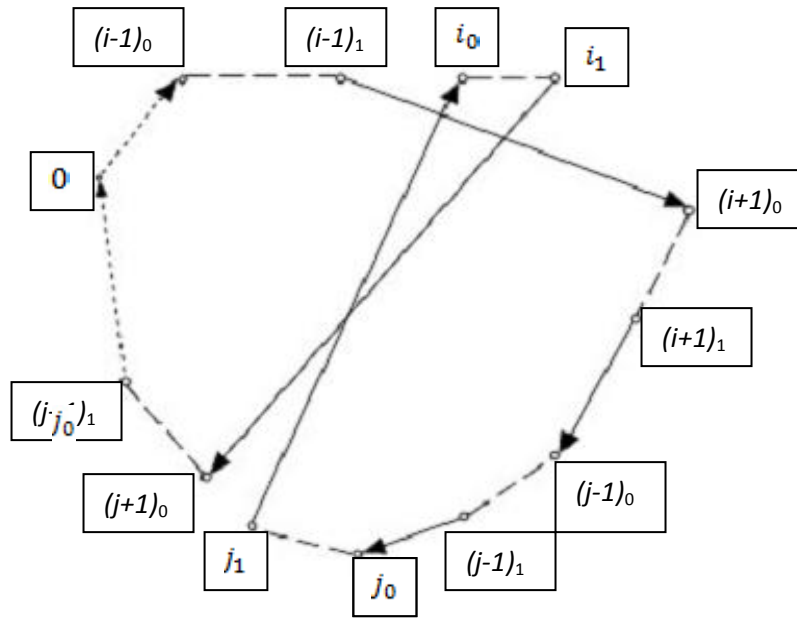 (i-1)₀
(i-1)₁
i₀
i₁
0
(i+1)₀
(i+1)₁
(j-1)₀
(j-1)₁
j₀
j₁
(j+1)₀
j₀